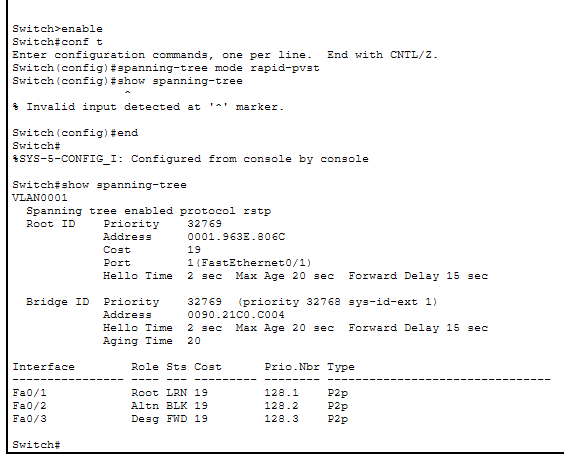 Switch>enable
Switch#conf t
Enter configuration commands, one per line.  End with CNTL/Z.
Switch(config)#spanning-tree mode rapid-pvst
Switch(config)#show spanning-tree
                ^
% Invalid input detected at '^' marker.
Switch(config)#end
Switch#
%SYS-5-CONFIG_I: Configured from console by console
Switch#show spanning-tree
VLAN0001
  Spanning tree enabled protocol rstp
  Root ID    Priority    32769
             Address     0001.963E.806C
             Cost        19
             Port        1(FastEthernet0/1)
             Hello Time  2 sec  Max Age 20 sec  Forward Delay 15 sec
  Bridge ID  Priority    32769  (priority 32768 sys-id-ext 1)
             Address     0090.21C0.C004
             Hello Time  2 sec  Max Age 20 sec  Forward Delay 15 sec
             Aging Time  20
Interface        Role Sts Cost      Prio.Nbr Type
---------------- ---- --- --------- -------- --------------------------------
Fa0/1            Root LRN 19        128.1    P2p
Fa0/2            Altn BLK 19        128.2    P2p
Fa0/3            Desg FWD 19        128.3    P2p
Switch#